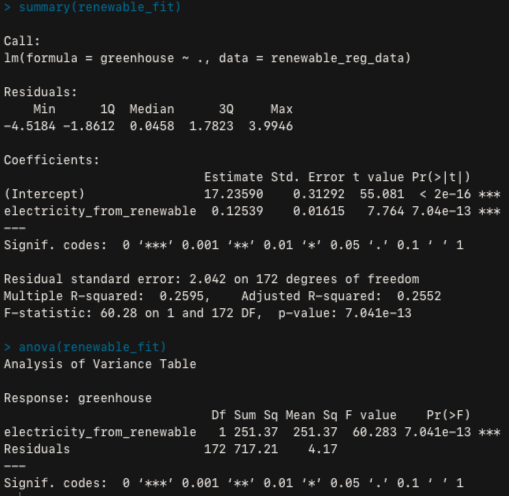 > summary(renewable_fit)

Call:
lm(formula = greenhouse ~ ., data = renewable_reg_data)

Residuals:
    Min      1Q  Median      3Q     Max
-4.5184 -1.8612  0.0458  1.7823  3.9946

Coefficients:
                           Estimate Std. Error t value Pr(>|t|)
(Intercept)                17.23590    0.31292  55.081  < 2e-16 ***
electricity_from_renewable  0.12539    0.01615   7.764 7.04e-13 ***
---
Signif. codes:  0 ‘***’ 0.001 ‘**’ 0.01 ‘*’ 0.05 ‘.’ 0.1 ‘ ’ 1

Residual standard error: 2.042 on 172 degrees of freedom
Multiple R-squared:  0.2595,    Adjusted R-squared:  0.2552
F-statistic: 60.28 on 1 and 172 DF,  p-value: 7.041e-13

> anova(renewable_fit)
Analysis of Variance Table

Response: greenhouse
                            Df Sum Sq Mean Sq F value    Pr(>F)
electricity_from_renewable   1 251.37  251.37  60.283 7.041e-13 ***
Residuals                  172 717.21    4.17
---
Signif. codes:  0 ‘***’ 0.001 ‘**’ 0.01 ‘*’ 0.05 ‘.’ 0.1 ‘ ’ 1